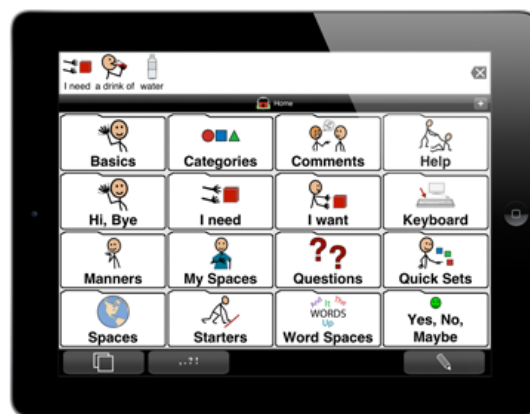 I need a drink of water
Home
Basics Categories Comments Help
Hi, Bye I need I want Keyboard
Manners My Spaces Questions Quick Sets
And It The
WORDS
Up
Yes, No,
Spaces Starters Word Spaces Maybe
..?!